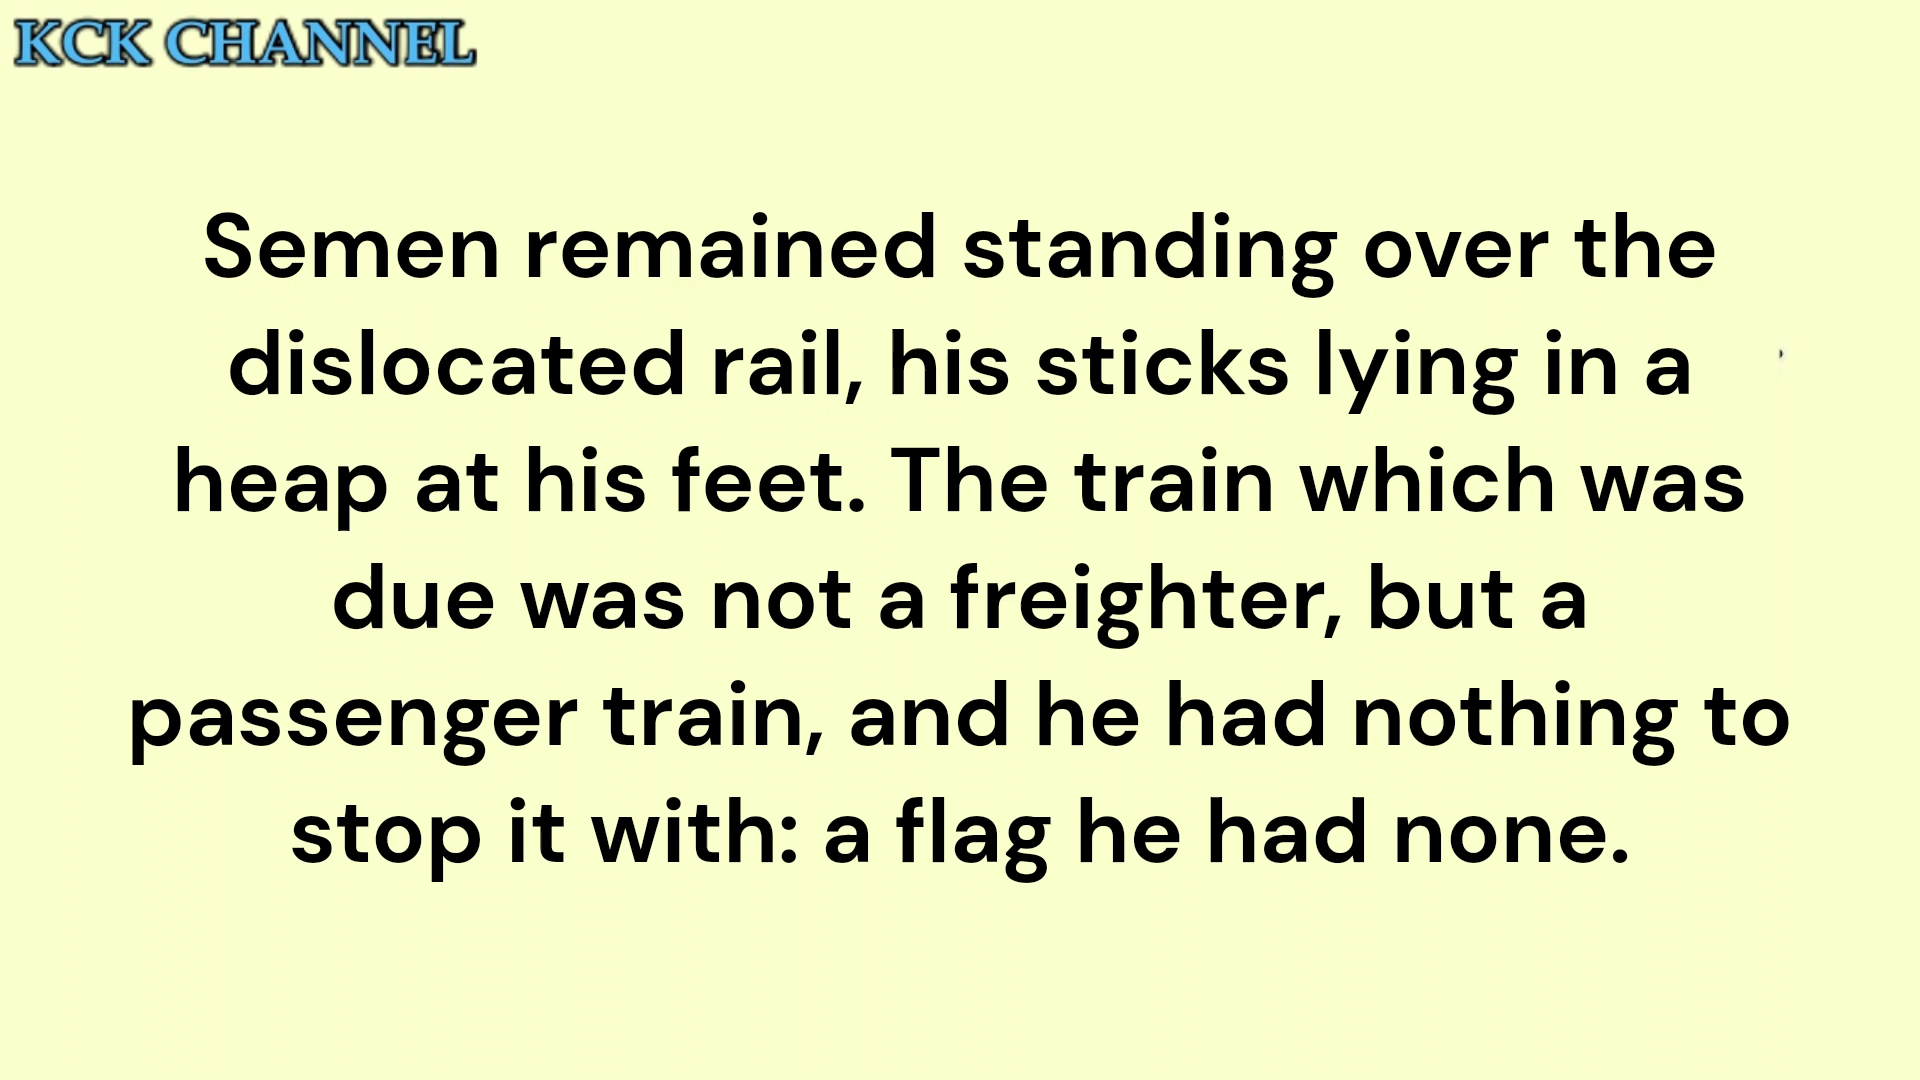 KCK CHANNEL
Semen remained standing over the
dislocated rail, his sticks lying in a
heap at his feet. The train which was
due was not a freighter, but a
passenger train, and he had nothing to
stop it with: a flag he had none.